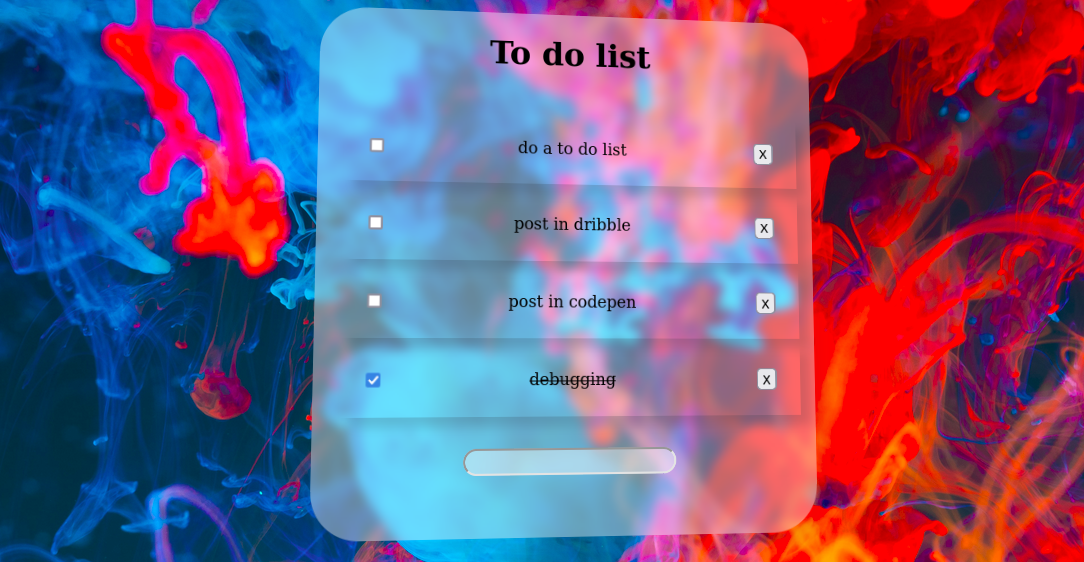 To do list
do a to do list
X
post in dribble
X
post in codepen
X
debugging
X